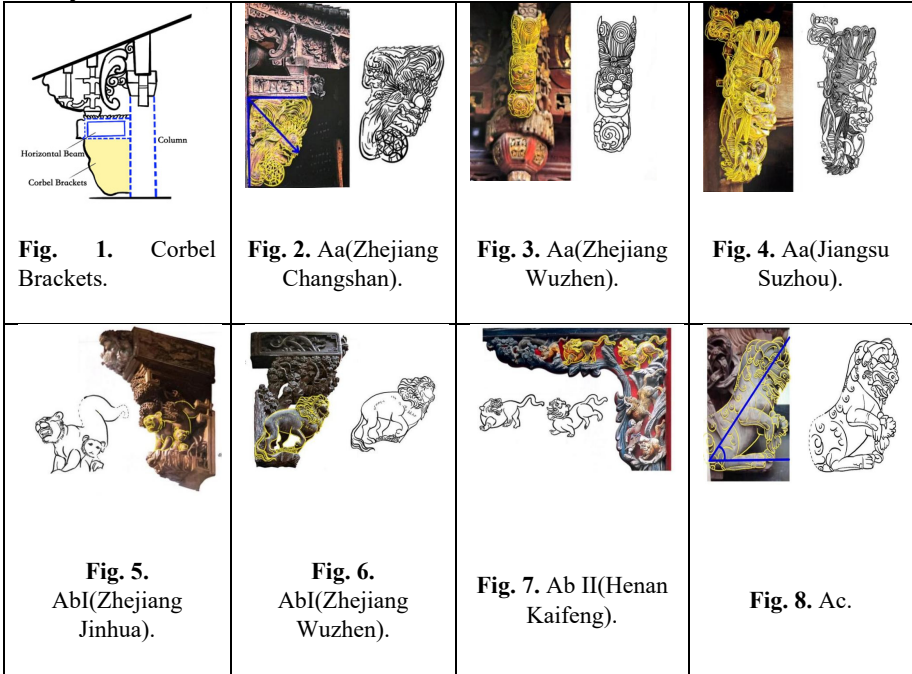 Column
Horizontal Beam
Corbel Brackets
Fig. 1. Corbel
Brackets.
Fig. 2. Aa(Zhejiang
Changshan).
Fig. 3. Aa(Zhejiang
Wuzhen).
Fig. 4. Aa(Jiangsu
Suzhou).
Fig. 5.
AbI(Zhejiang
Jinhua).
Fig. 6.
AbI(Zhejiang
Wuzhen).
Fig. 7. Ab II(Henan
Kaifeng).
Fig. 8. Ac.